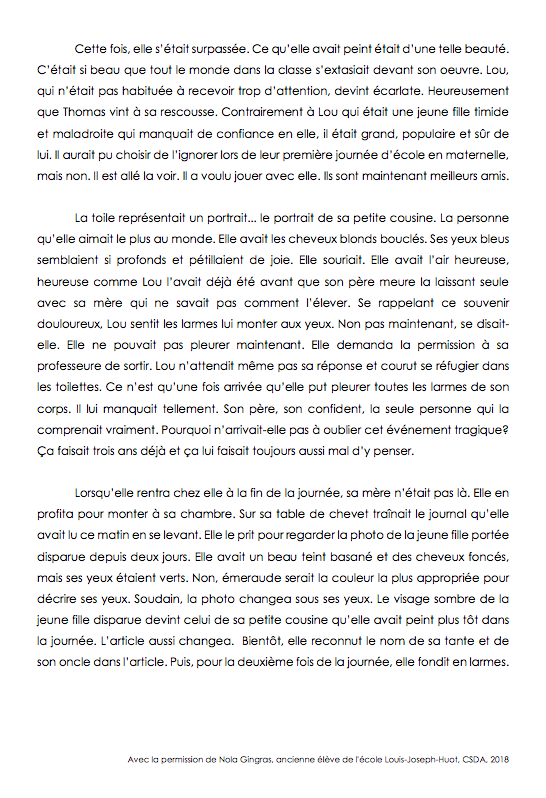 Cette fois, elle s'était surpassée. Ce qu'elle avait peint était d'une telle beauté.
C'était si beau que tout le monde dans la classe s'extasiait devant son oeuvre. Lou,
qui n'était pas habituée à recevoir trop d'attention, devint écarlate. Heureusement
que Thomas vint à sa rescousse. Contrairement à Lou qui était une jeune fille timide
et maladroite qui manquait de confiance en elle, il était grand, populaire et sûr de
lui. Il aurait pu choisir de l'ignorer lors de leur première journée d'école en maternelle,
mais non. Il est allé la voir. Il a voulu jouer avec elle. Ils sont maintenant meilleurs amis.

La toile représentait un portrait... le portrait de sa petite cousine. La personne
qu'elle aimait le plus au monde. Elle avait les cheveux blonds bouclés. Ses yeux bleus
semblaient si profonds et pétillaient de joie. Elle souriait. Elle avait l'air heureuse,
heureuse comme Lou l'avait déjà été avant que son père meure la laissant seule
avec sa mère qui ne savait pas comment l'élever. Se rappelant ce souvenir
douloureux, Lou sentit les larmes lui monter aux yeux. Non pas maintenant, se disait-
elle. Elle ne pouvait pas pleurer maintenant. Elle demanda la permission à sa
professeure de sortir. Lou n'attendit même pas sa réponse et courut se réfugier dans
les toilettes. Ce n'est qu'une fois arrivée qu'elle put pleurer toutes les larmes de son
corps. Il lui manquait tellement. Son père, son confident, la seule personne qui la
comprenait vraiment. Pourquoi n'arrivait-elle pas à oublier cet événement tragique?
Ça faisait trois ans déjà et ça lui faisait toujours aussi mal d'y penser.

Lorsqu'elle rentra chez elle à la fin de la journée, sa mère n'était pas là. Elle en
profita pour monter à sa chambre. Sur sa table de chevet traînait le journal qu'elle
avait lu ce matin en se levant. Elle le prit pour regarder la photo de la jeune fille portée
disparue depuis deux jours. Elle avait un beau teint basané et des cheveux foncés,
mais ses yeux étaient verts. Non, émeraude serait la couleur la plus appropriée pour
décrire ses yeux. Soudain, la photo changea sous ses yeux. Le visage sombre de la
jeune fille disparue devint celui de sa petite cousine qu'elle avait peint plus tôt dans
la journée. L'article aussi changea.  Bientôt, elle reconnut le nom de sa tante et de
son oncle dans l'article. Puis, pour la deuxième fois de la journée, elle fondit en larmes.

Avec la permission de Nola Gingras, ancienne élève de l'école Louis-Joseph-Huot, CSDA, 2018